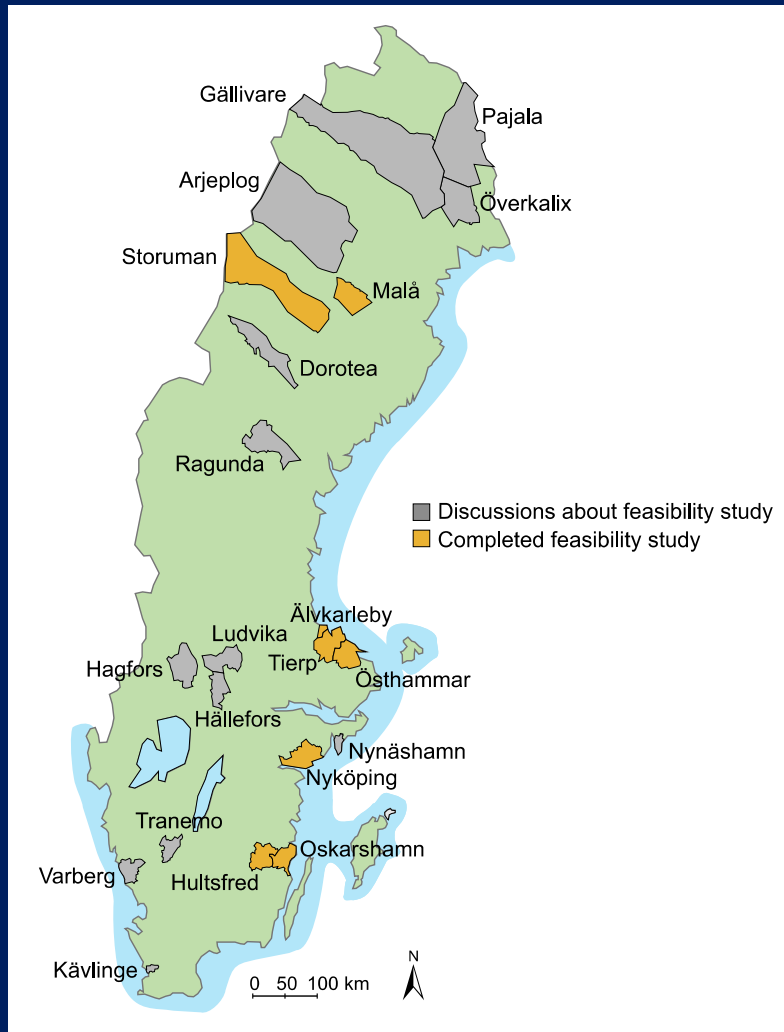 Gällivare
Pajala
Arjeplog
Överkalix
Storuman
Malå
Dorotea
Ragunda
Discussions about feasibility study
Completed feasibility study
Älvkarleby
Ludvika
Hagfors
Tierp
Östhammar
Hällefors
Nynäshamn
Nyköping
Tranemo
Oskarshamn
Varberg
Hultsfred
Kävlinge
N
0 50 100 km